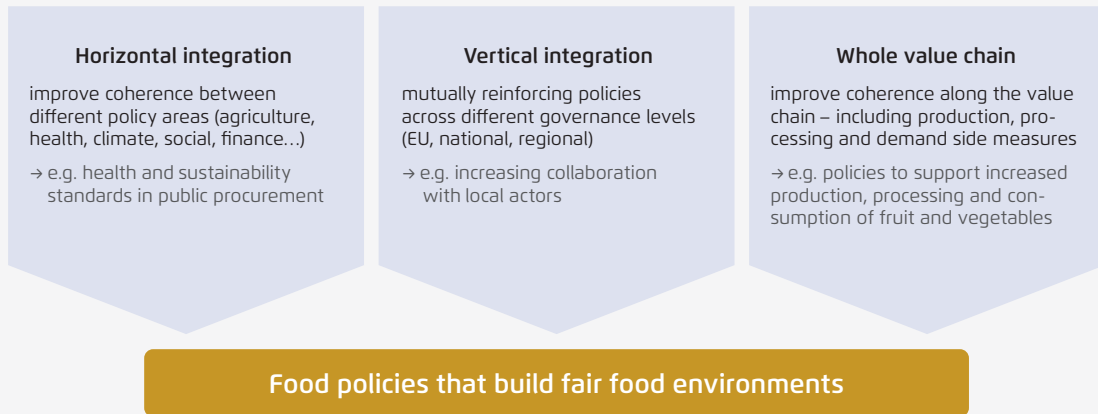 Horizontal integration
improve coherence between
different policy areas (agriculture,
health, climate, social, finance...)
→ e.g. health and sustainability
standards in public procurement
Vertical integration
mutually reinforcing policies
across different governance levels
(EU, national, regional)
→ e.g. increasing collaboration
with local actors
Whole value chain
improve coherence along the value
chain – including production, pro-
cessing and demand side measures
→ e.g. policies to support increased
production, processing and con-
sumption of fruit and vegetables
Food policies that build fair food environments